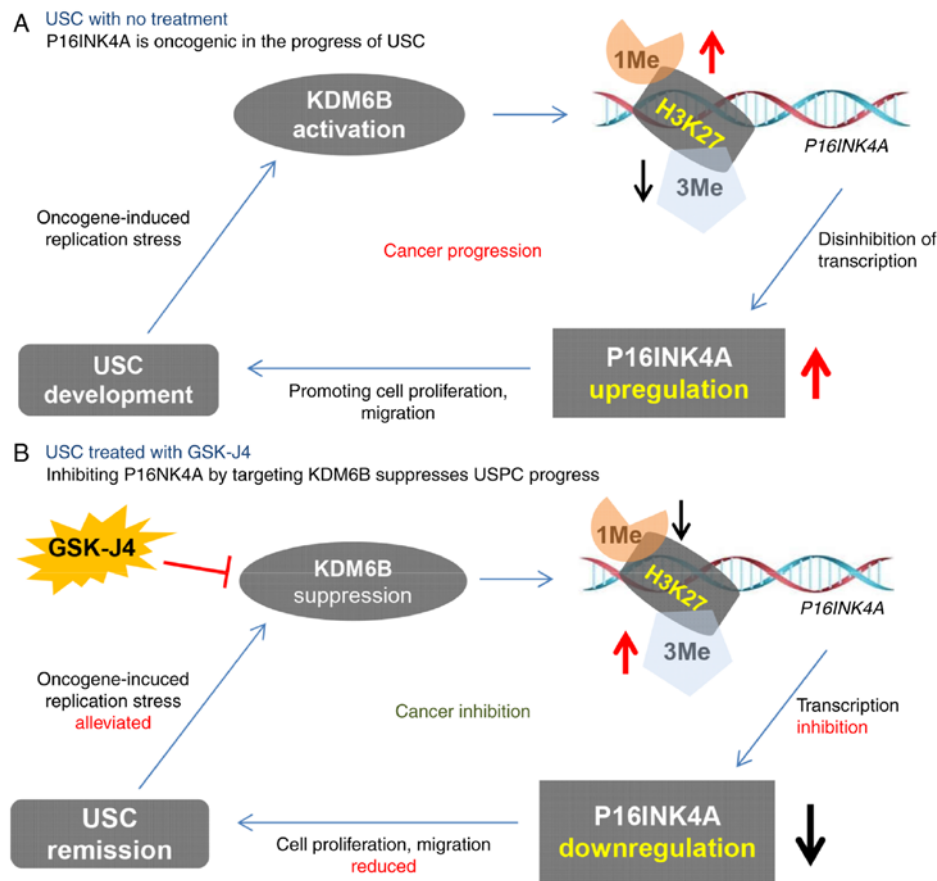 A
USC with no treatment
P16INK4A is oncogenic in the progress of USC
1Me
KDM6B
activation
H3K27
P16INK4A
3Me
Oncogene-induced
replication stress
Cancer progression
Disinhibition of
transcription
USC
development
Promoting cell proliferation,
migration
P16INK4A
upregulation
B
USC treated with GSK-J4
Inhibiting P16NK4A by targeting KDM6B suppresses USPC progress
GSK-J4
1Me
KDM6B
suppression
H3K27
P16INK4A
3Me
Oncogene-incuced
replication stress
alleviated
Cancer inhibition
Transcription
inhibition
USC
remission
Cell proliferation, migration
reduced
P16INK4A
downregulation